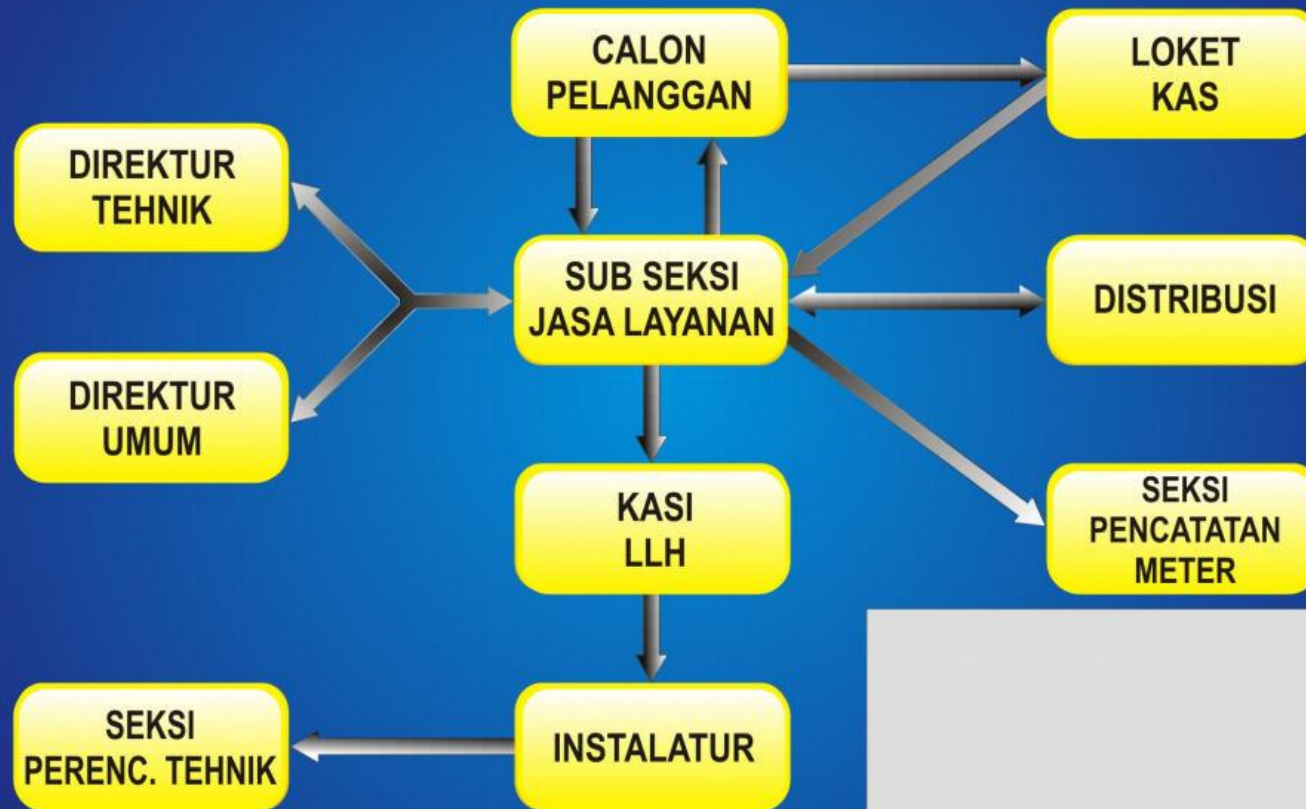 CALON
PELANGGAN
LOKET
KAS
DIREKTUR
TEHNIK
SUB SEKSI
JASA LAYANAN
DISTRIBUSI
DIREKTUR
UMUM
KASI
LLH
SEKSI
PENCATATAN
METER
SEKSI
PERENC. TEHNIK
INSTALATUR